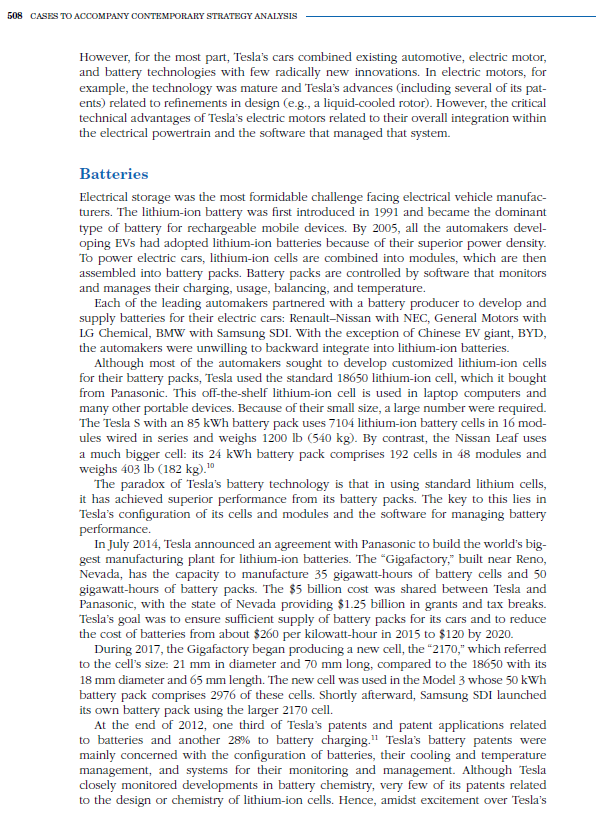 508 CASES TO ACCOMPANY CONTEMPORARY STRATEGY ANALYSIS
However, for the most part, Tesla's cars combined existing automotive, electric motor,
and battery technologies with few radically new innovations. In electric motors, for
example, the technology was mature and Tesla's advances (including several of its pat-
ents) related to refinements in design (e.g., a liquid-cooled rotor). However, the critical
technical advantages of Tesla's electric motors related to their overall integration within
the electrical powertrain and the software that managed that system.
Batteries
Electrical storage was the most formidable challenge facing electrical vehicle manufac-
turers. The lithium-ion battery was first introduced in 1991 and became the dominant
type of battery for rechargeable mobile devices. By 2005, all the automakers devel-
oping EVs had adopted lithium-ion batteries because of their superior power density.
To power electric cars, lithium-ion cells are combined into modules, which are then
assembled into battery packs. Battery packs are controlled by software that monitors
and manages their charging, usage, balancing, and temperature.
Each of the leading automakers partnered with a battery producer to develop and
supply batteries for their electric cars: Renault–Nissan with NEC, General Motors with
LG Chemical, BMW with Samsung SDI. With the exception of Chinese EV giant, BYD,
the automakers were unwilling to backward integrate into lithium-ion batteries.
Although most of the automakers sought to develop customized lithium-ion cells
for their battery packs, Tesla used the standard 18650 lithium-ion cell, which it bought
from Panasonic. This off-the-shelf lithium-ion cell is used in laptop computers and
many other portable devices. Because of their small size, a large number were required.
The Tesla S with an 85 kWh battery pack uses 7104 lithium-ion battery cells in 16 mod-
ules wired in series and weighs 1200 lb (540 kg). By contrast, the Nissan Leaf uses
a much bigger cell: its 24 kWh battery pack comprises 192 cells in 48 modules and
weighs 403 lb (182 kg).¹⁰
The paradox of Tesla's battery technology is that in using standard lithium cells,
it has achieved superior performance from its battery packs. The key to this lies in
Tesla's configuration of its cells and modules and the software for managing battery
performance.
In July 2014, Tesla announced an agreement with Panasonic to build the world's big-
gest manufacturing plant for lithium-ion batteries. The "Gigafactory," built near Reno,
Nevada, has the capacity to manufacture 35 gigawatt-hours of battery cells and 50
gigawatt-hours of battery packs. The $5 billion cost was shared between Tesla and
Panasonic, with the state of Nevada providing $1.25 billion in grants and tax breaks.
Tesla's goal was to ensure sufficient supply of battery packs for its cars and to reduce
the cost of batteries from about $260 per kilowatt-hour in 2015 to $120 by 2020.
During 2017, the Gigafactory began producing a new cell, the "2170," which referred
to the cell's size: 21 mm in diameter and 70 mm long, compared to the 18650 with its
18 mm diameter and 65 mm length. The new cell was used in the Model 3 whose 50 kWh
battery pack comprises 2976 of these cells. Shortly afterward, Samsung SDI launched
its own battery pack using the larger 2170 cell.
At the end of 2012, one third of Tesla's patents and patent applications related
to batteries and another 28% to battery charging.¹¹ Tesla's battery patents were
mainly concerned with the configuration of batteries, their cooling and temperature
management, and systems for their monitoring and management. Although Tesla
closely monitored developments in battery chemistry, very few of its patents related
to the design or chemistry of lithium-ion cells. Hence, amidst excitement over Tesla's